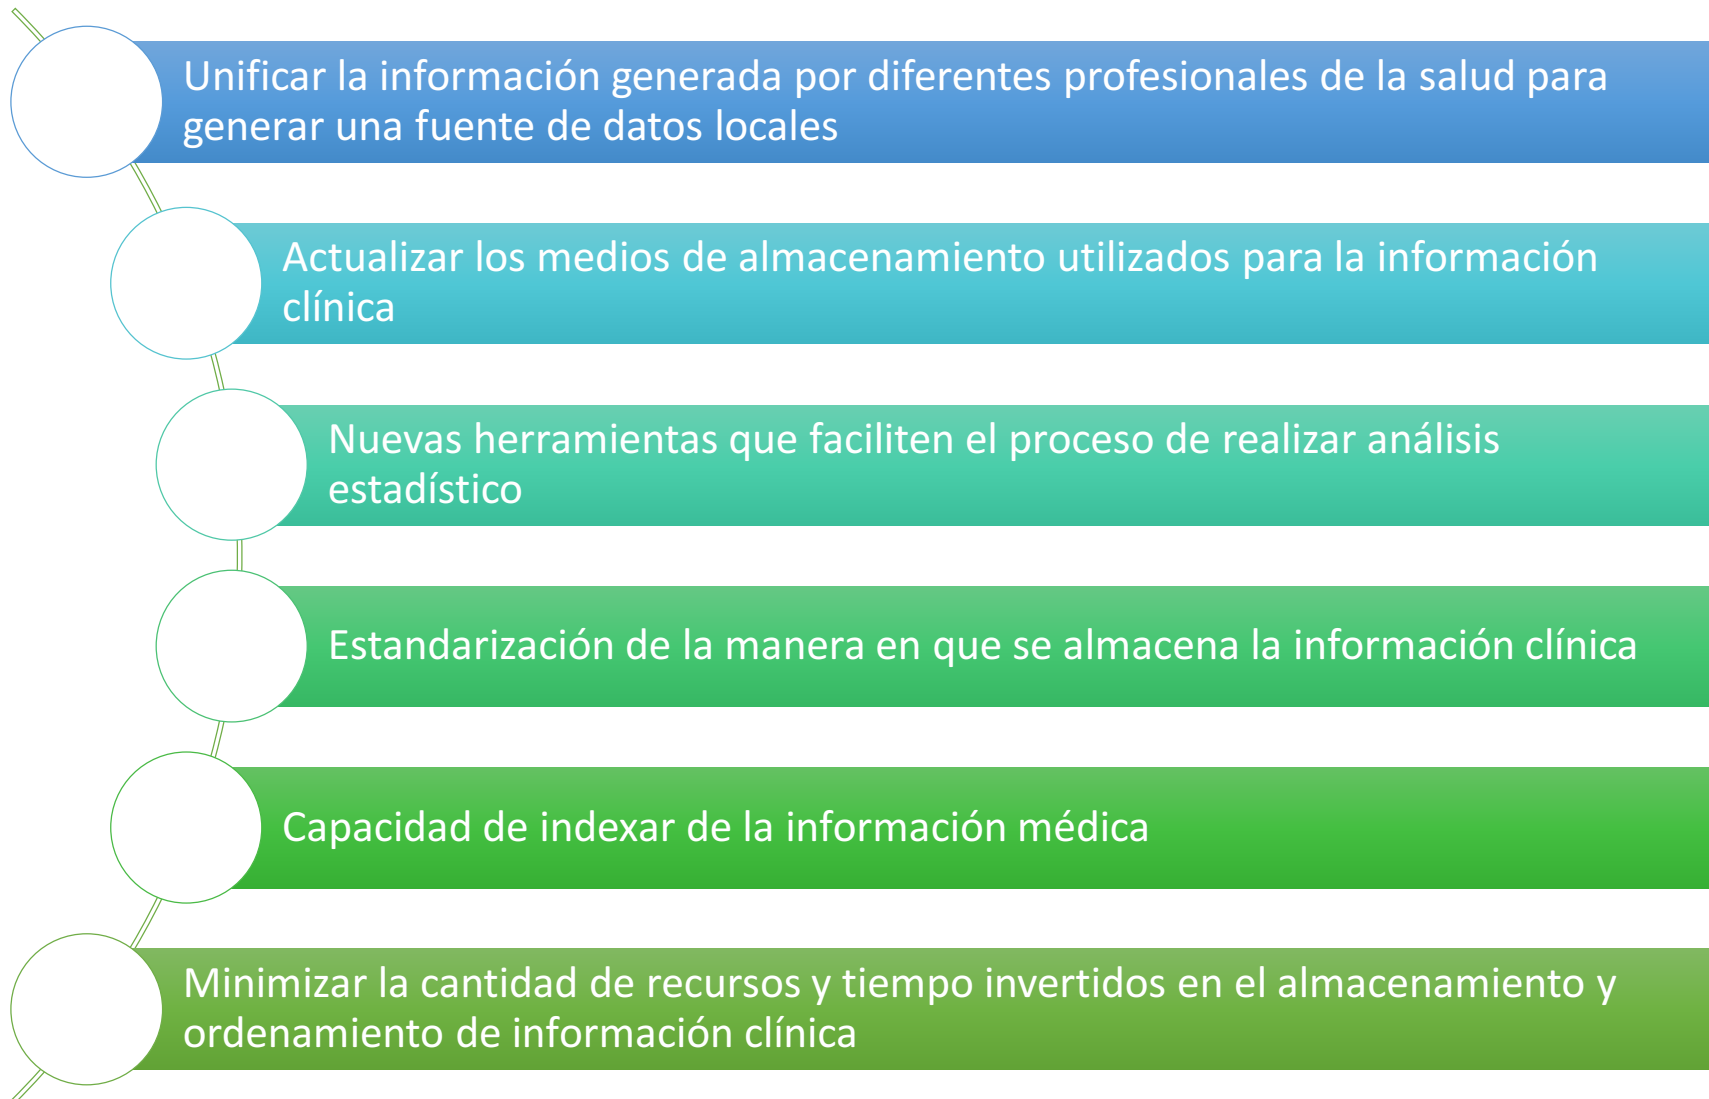 Unificar la información generada por diferentes profesionales de la salud para
generar una fuente de datos locales
Actualizar los medios de almacenamiento utilizados para la información
clínica
Nuevas herramientas que faciliten el proceso de realizar análisis
estadístico
Estandarización de la manera en que se almacena la información clínica
Capacidad de indexar de la información médica
Minimizar la cantidad de recursos y tiempo invertidos en el almacenamiento y
ordenamiento de información clínica